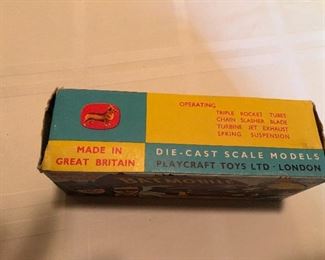 OPERATING
TRIPLE ROCKET TUBES
CHAIN SLASHER BLADE
TURBINE JET EXHAUST
SPRING SUSPENSION
MADE IN
GREAT BRITAIN
DIE-CAST SCALE MODELS
PLAYCRAFT TOYS LTD - LONDON
BATMOBILE